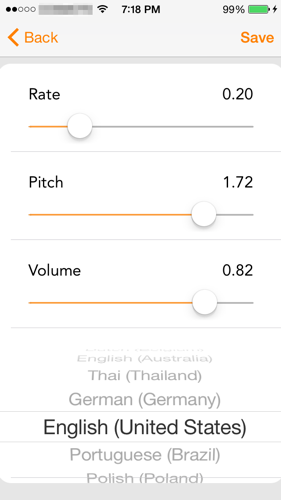 7:18 PM 99%
Back Save
Rate 0.20
Pitch 1.72
Volume 0.82
English (Australia)
Thai (Thailand)
German (Germany)
English (United States)
Portuguese (Brazil)
Polish (Poland)